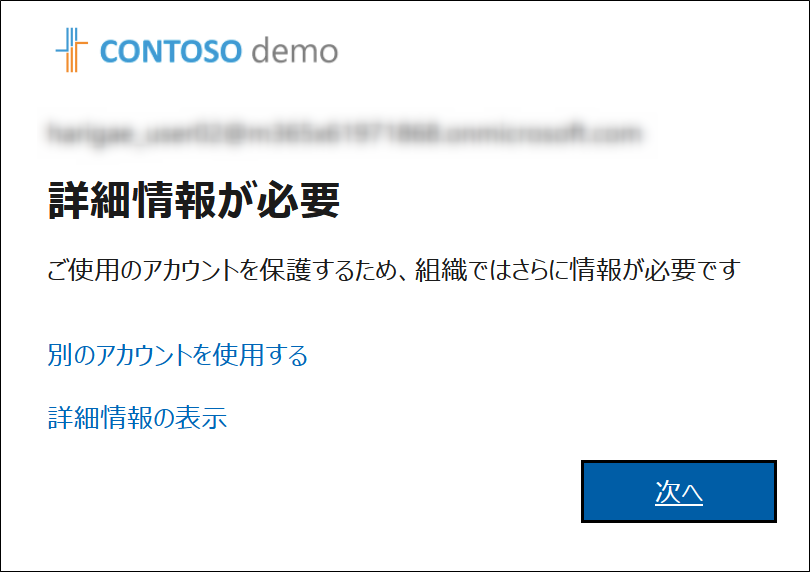 CONTOSO demo
詳細情報が必要
ご使用のアカウントを保護するため、組織ではさらに情報が必要です
別のアカウントを使用する
詳細情報の表示
次へ